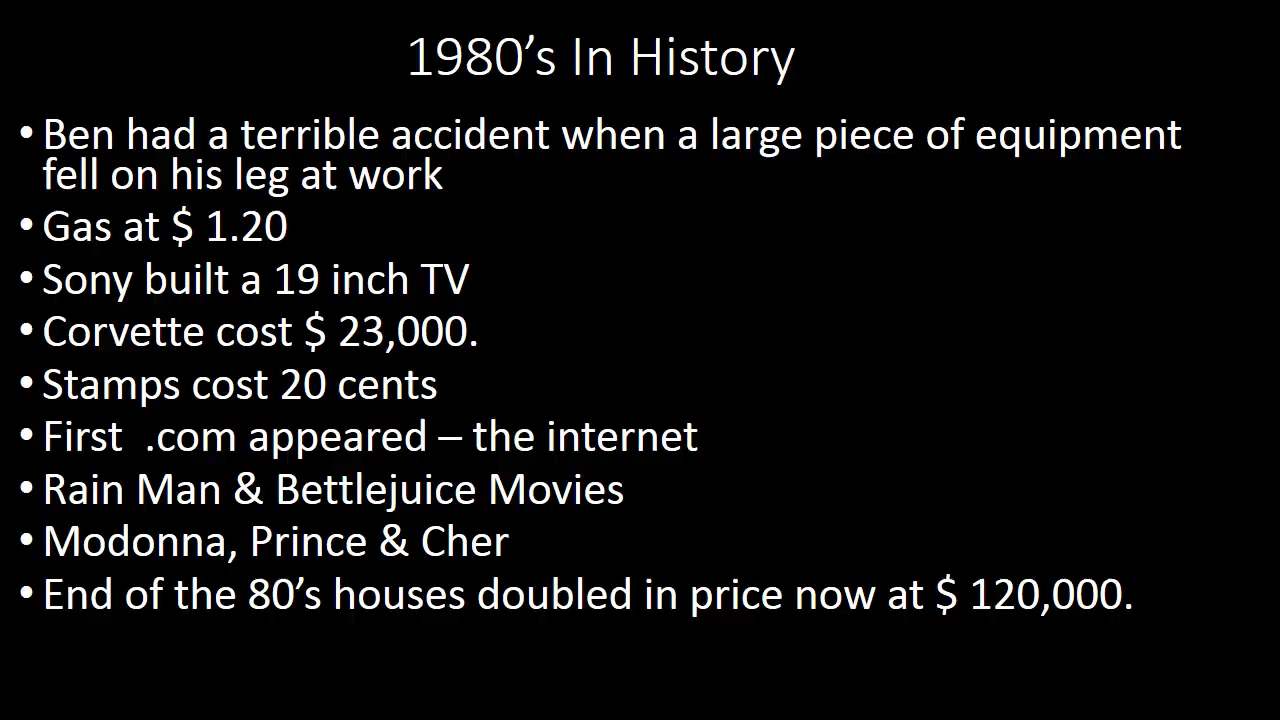 1980’s In History
• Ben had a terrible accident when a large piece of equipment
fell on his leg at work
• Gas at $ 1.20
• Sony built a 19 inch TV
• Corvette cost $ 23,000.
• Stamps cost 20 cents
• First  .com appeared – the internet
• Rain Man & Bettlejuice Movies
• Modonna, Prince & Cher
• End of the 80’s houses doubled in price now at $ 120,000.